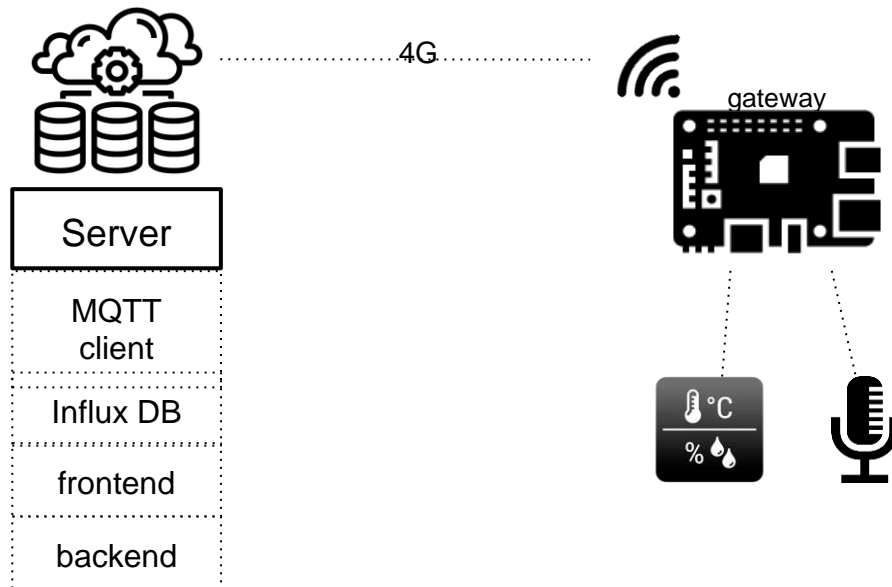 4G
gateway
Server
MQTT
client
Influx DB
frontend
backend
°C
%